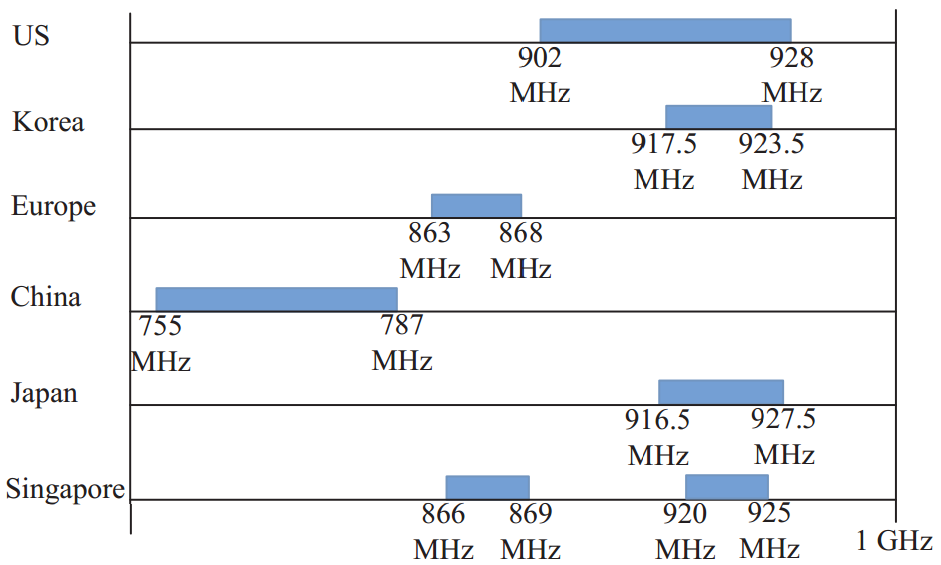 US
902 928
MHz MHz
Korea
917.5 923.5
MHz MHz
Europe
863 868
MHz MHz
China
755 787
MHz MHz
Japan
916.5 927.5
MHz MHz
Singapore
866 869 920 925
MHz MHz MHz MHz
1 GHz